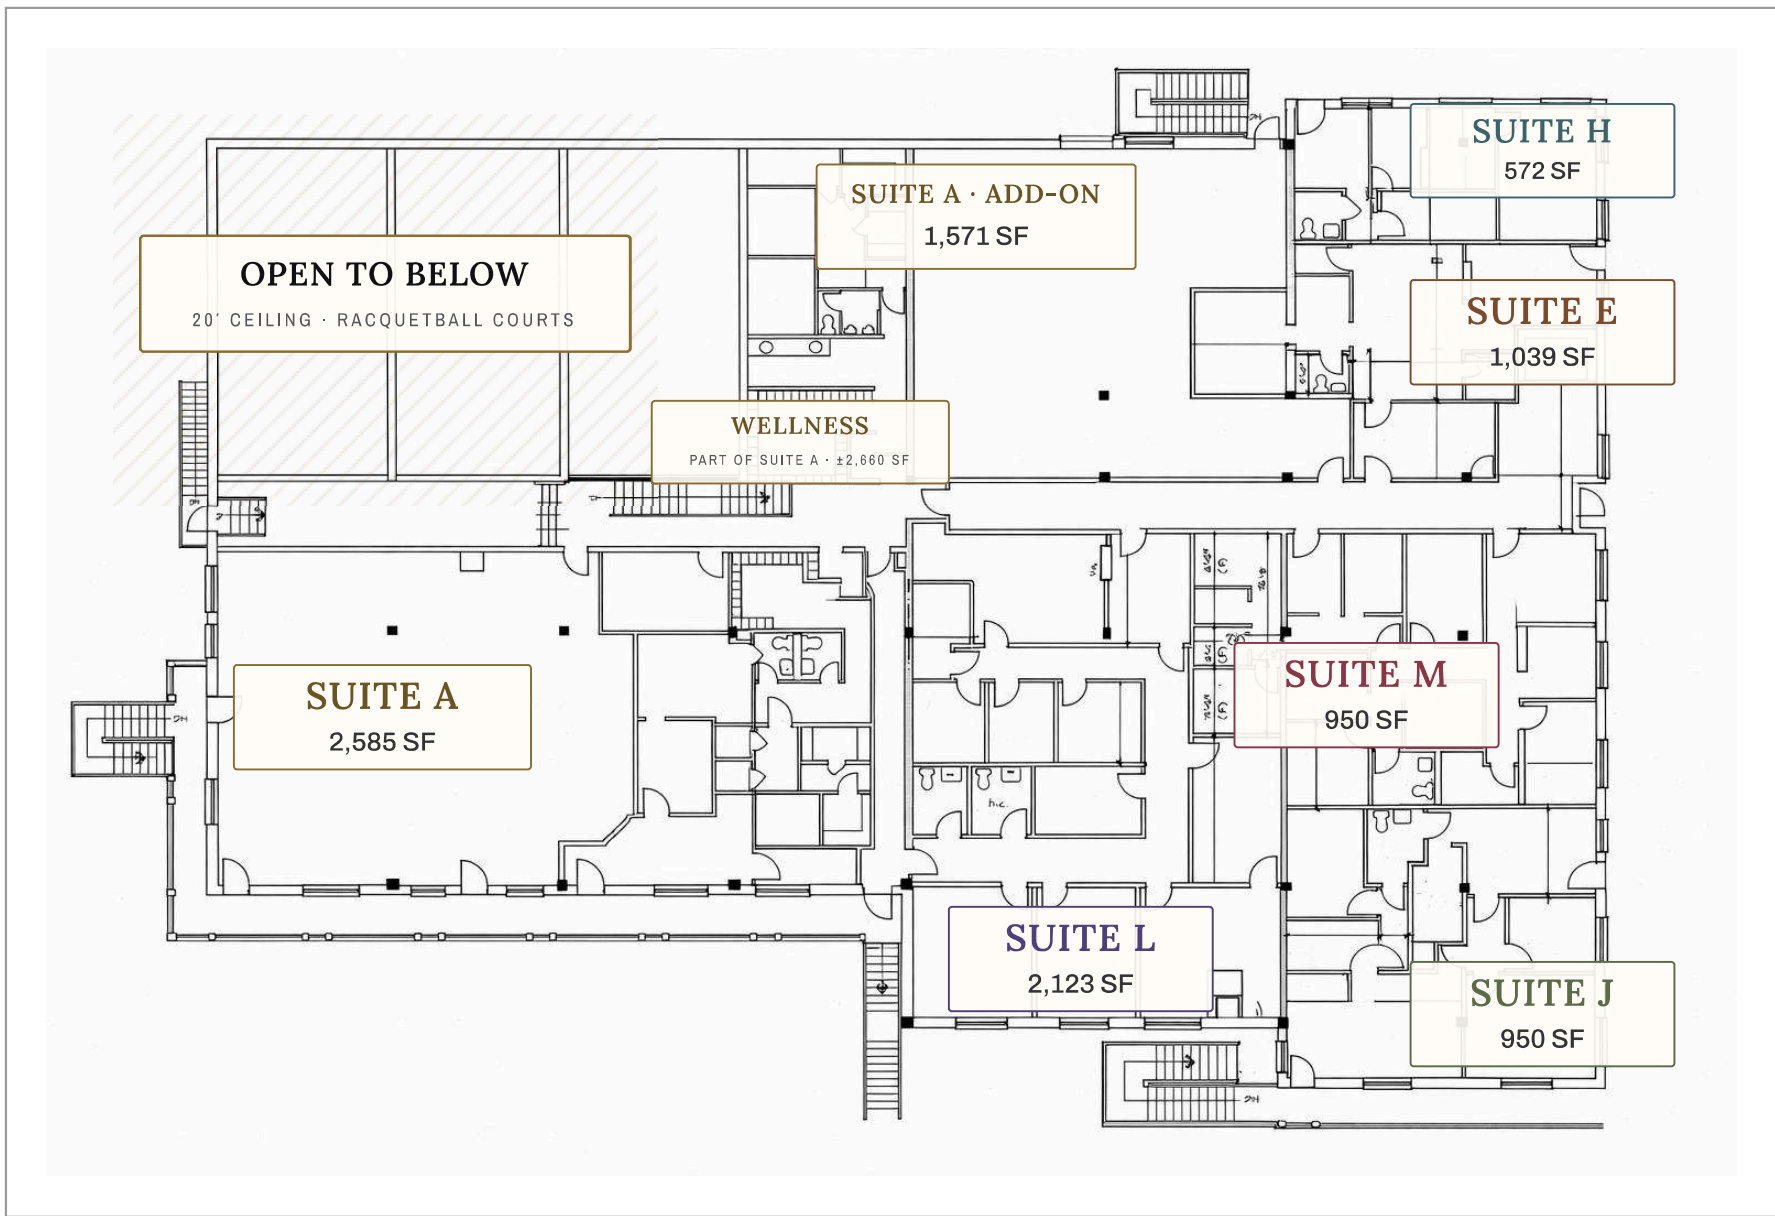 SUITE H
572 SF
SUITE A · ADD-ON
1,571 SF
OPEN TO BELOW
20' CEILING · RACQUETBALL COURTS
SUITE E
1,039 SF
WELLNESS
PART OF SUITE A · ±2,660 SF
SUITE A
2,585 SF
SUITE M
950 SF
h.c.
SUITE L
2,123 SF
SUITE J
950 SF